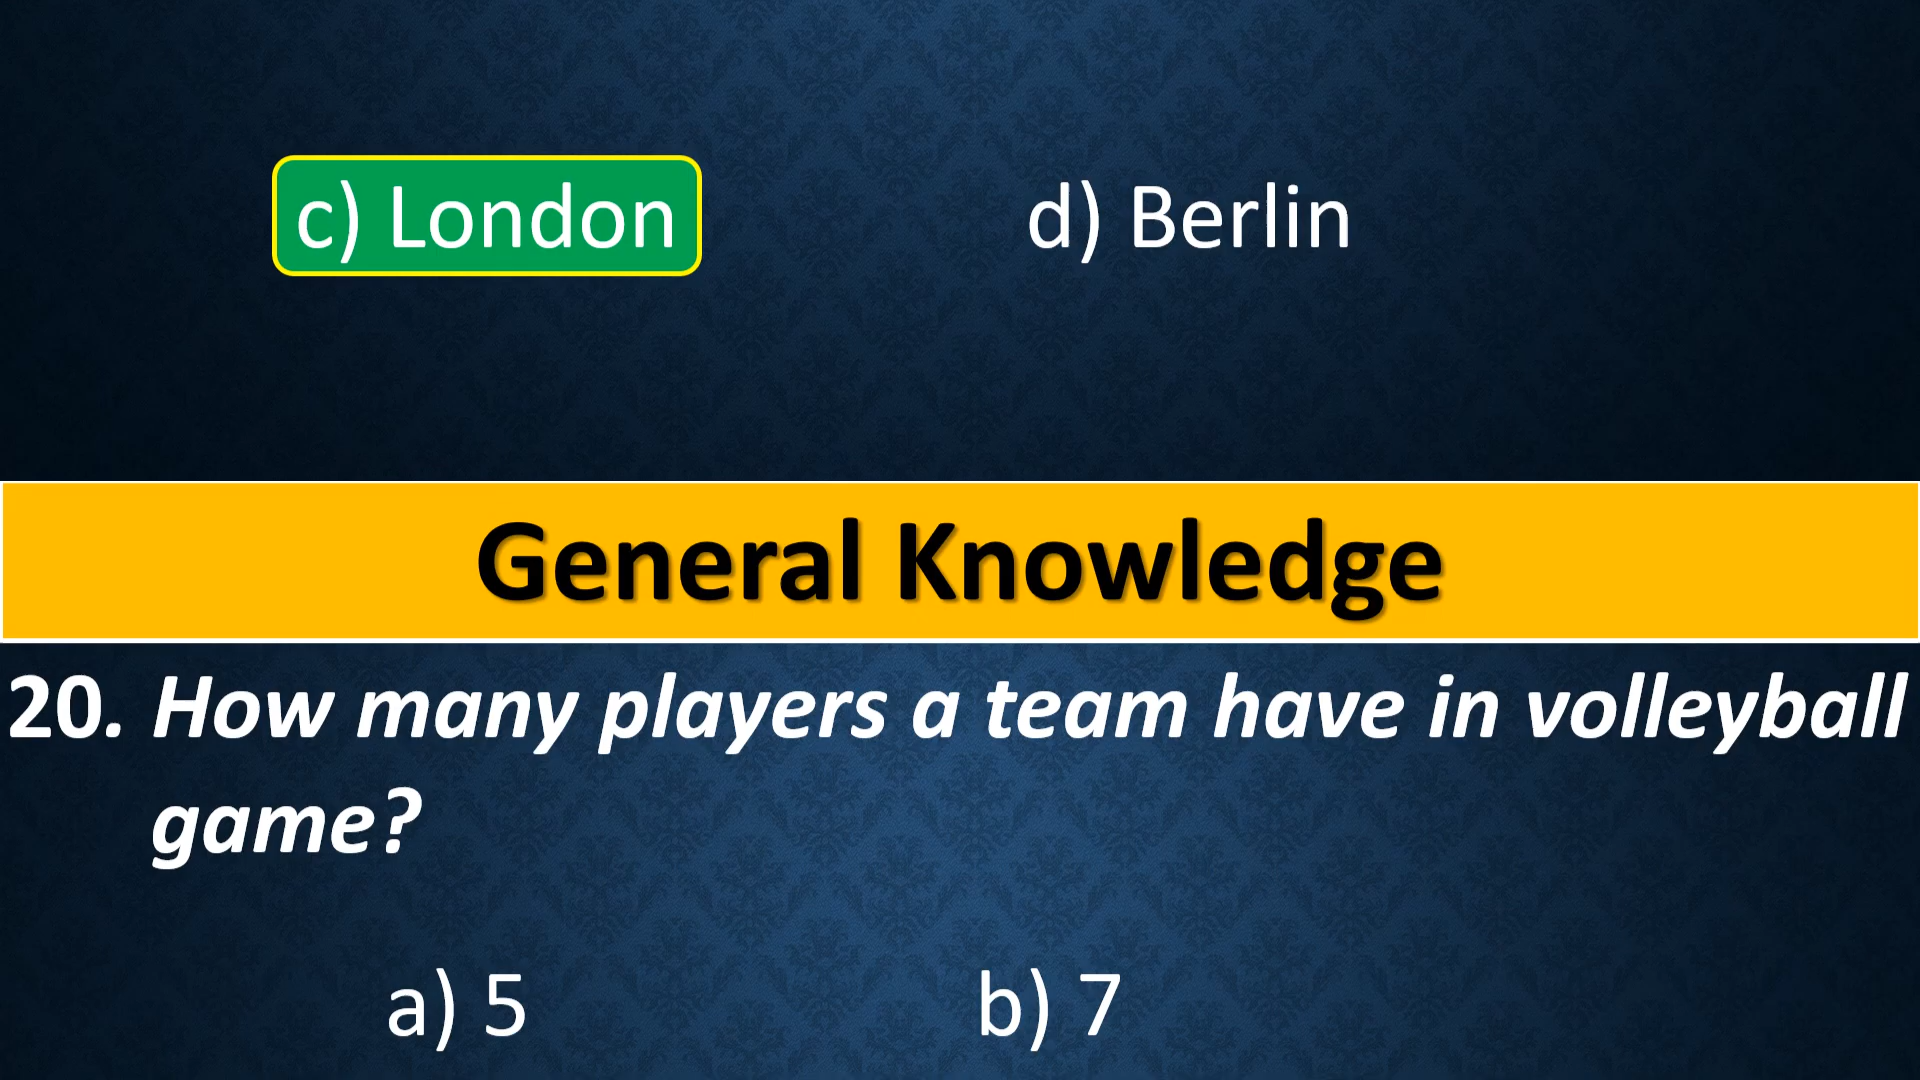 c) London d) Berlin
General Knowledge
20. How many players a team have in volleyball
game?
a) 5 b) 7